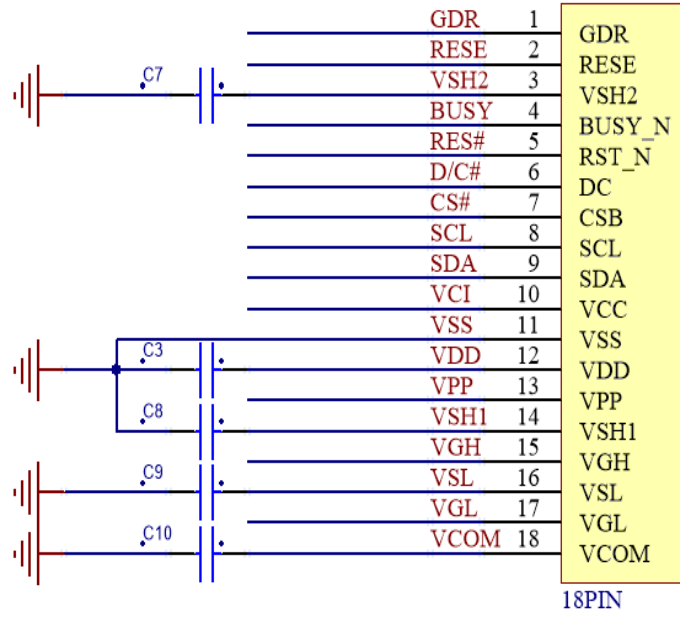 GDR 1 GDR
RESE 2 RESE
C7 VSH2 3 VSH2
BUSY 4 BUSY_N
RES# 5 RST_N
D/C# 6 DC
CS# 7 CSB
SCL 8 SCL
SDA 9 SDA
VCI 10 VCC
VSS 11 VSS
C3 VDD 12 VDD
VPP 13 VPP
C8 VSH1 14 VSH1
VGH 15 VGH
C9 VSL 16 VSL
VGL 17 VGL
C10 VCOM 18 VCOM
18PIN